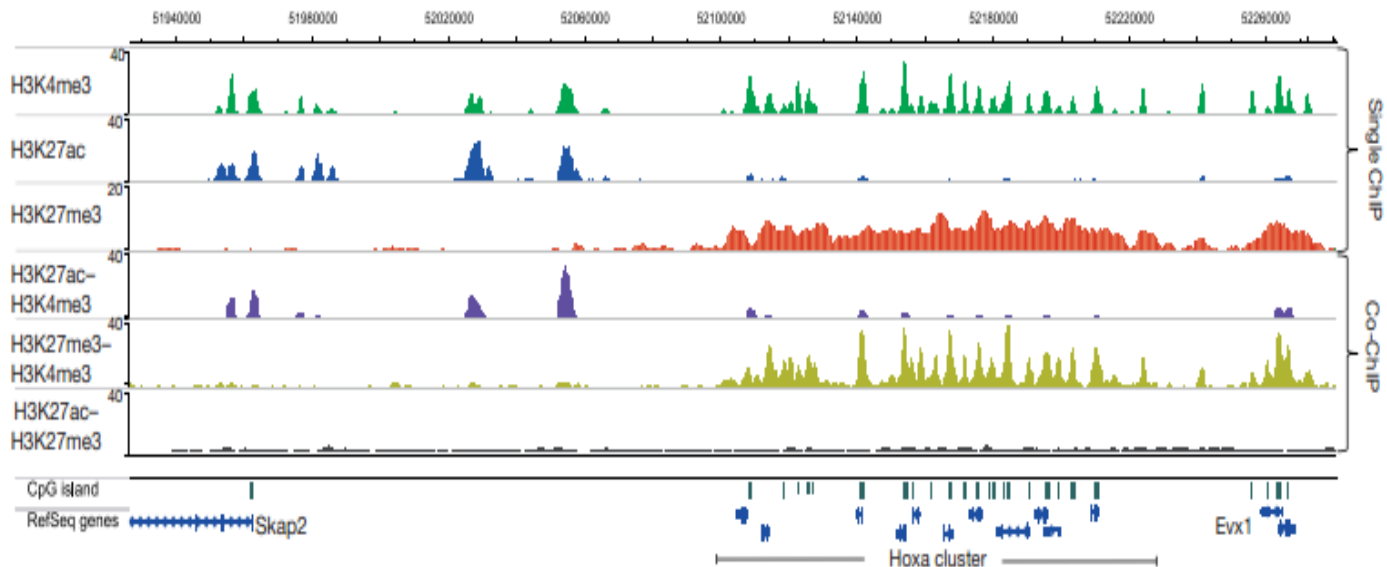 51940000 51980000 52020000 52060000 52100000 52140000 52180000 52220000 52260000
40
H3K4me3
40
H3K27ac
20
H3K27me3
40
H3K27ac–
H3K4me3
40
H3K27me3–
H3K4me3
40
H3K27ac–
H3K27me3
Single ChIP
Co-ChIP
CpG island
RefSeq genes
Skap2
Evx1
Hoxa cluster